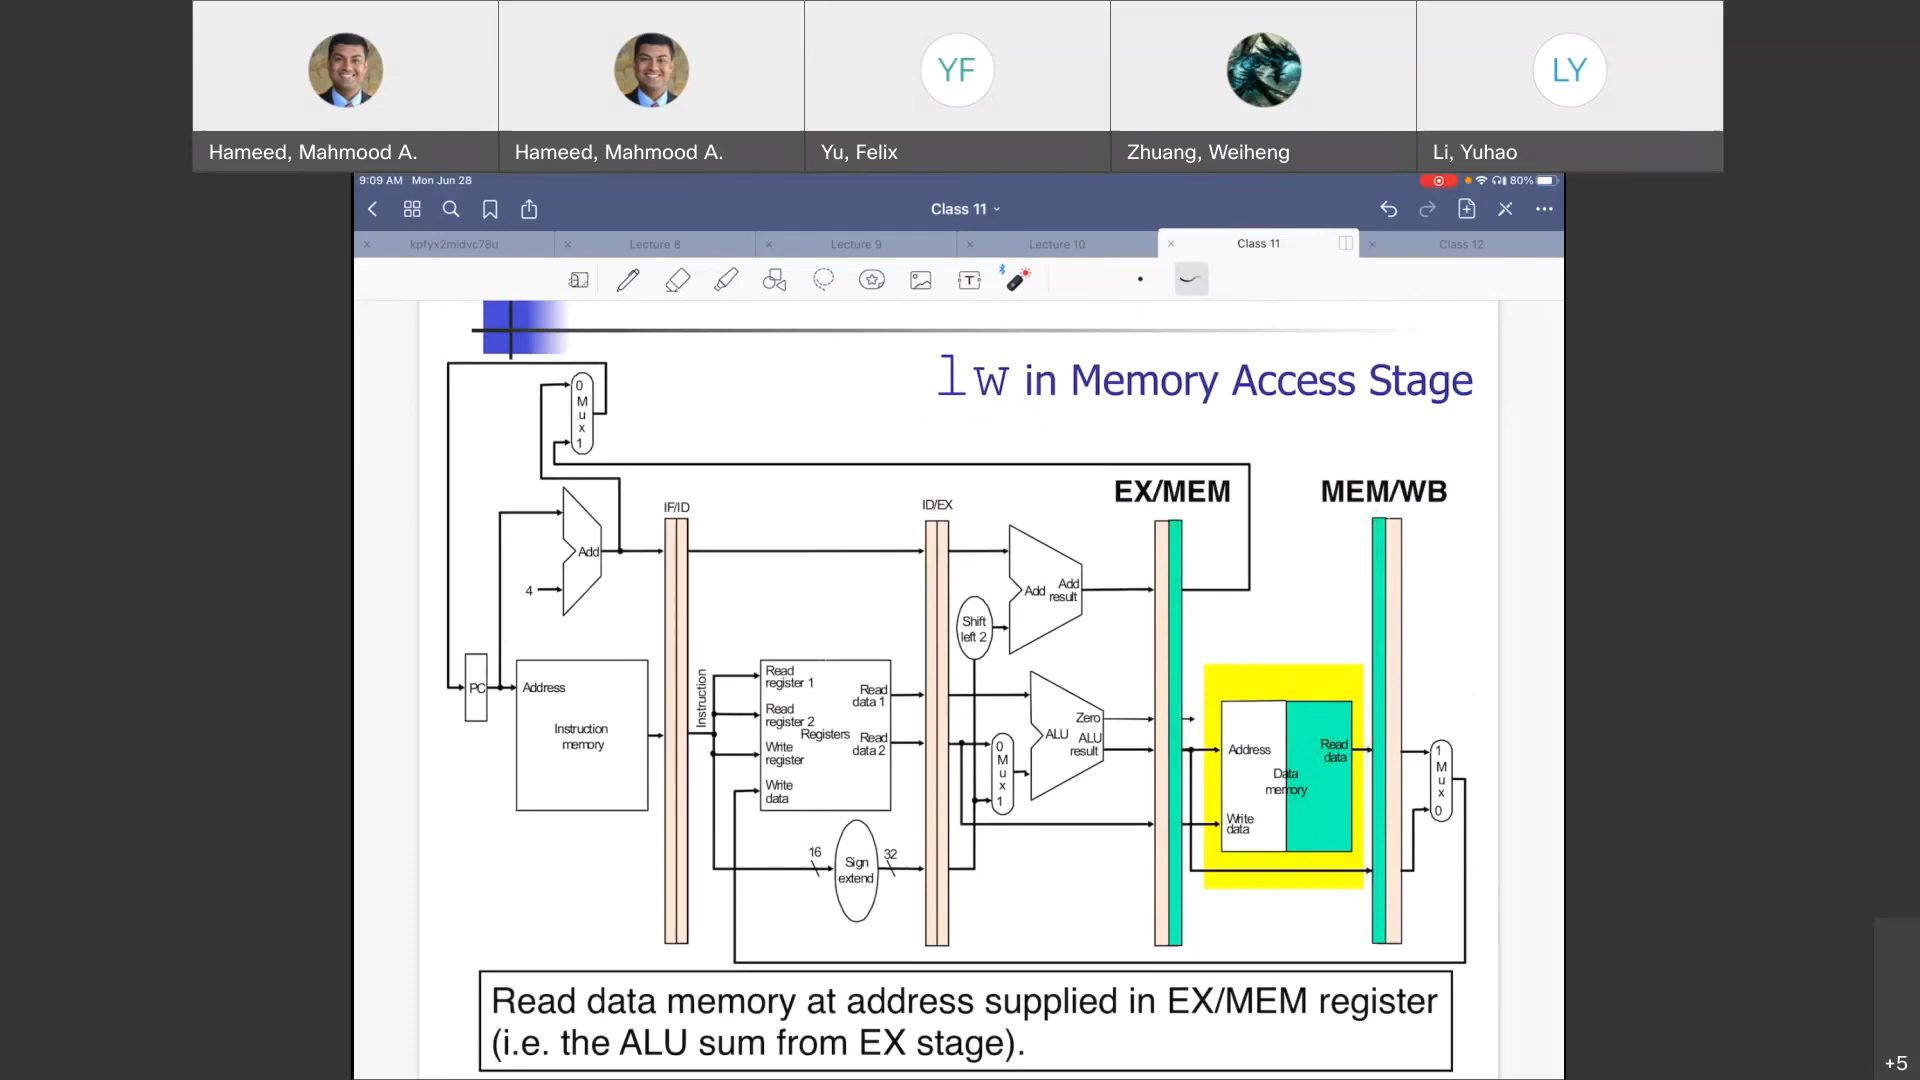 YF
LY
Hameed, Mahmood A.
Hameed, Mahmood A.
Yu, Felix
Zhuang, Weiheng
Li, Yuhao
9:09 AM Mon Jun 28
80%
Class 11
kpfyx2midvc78u
Lecture 8
Lecture 9
Lecture 10
Class 11
Class 12
T
lw in Memory Access Stage
0
M
u
x
1
EX/MEM
MEM/WB
IF/ID
ID/EX
Add
4
Add
Add
result
Shift
left 2
PC
Address
Instruction
memory
Instruction
Read
register 1
Read
register 2
Write
register
Write
data
Registers
Read
data 1
Read
data 2
0
M
u
x
1
Zero
ALU
ALU
result
Address
Read
data
Data
memory
Write
data
1
M
u
x
0
16
Sign
extend
32
Read data memory at address supplied in EX/MEM register
(i.e. the ALU sum from EX stage).
+5